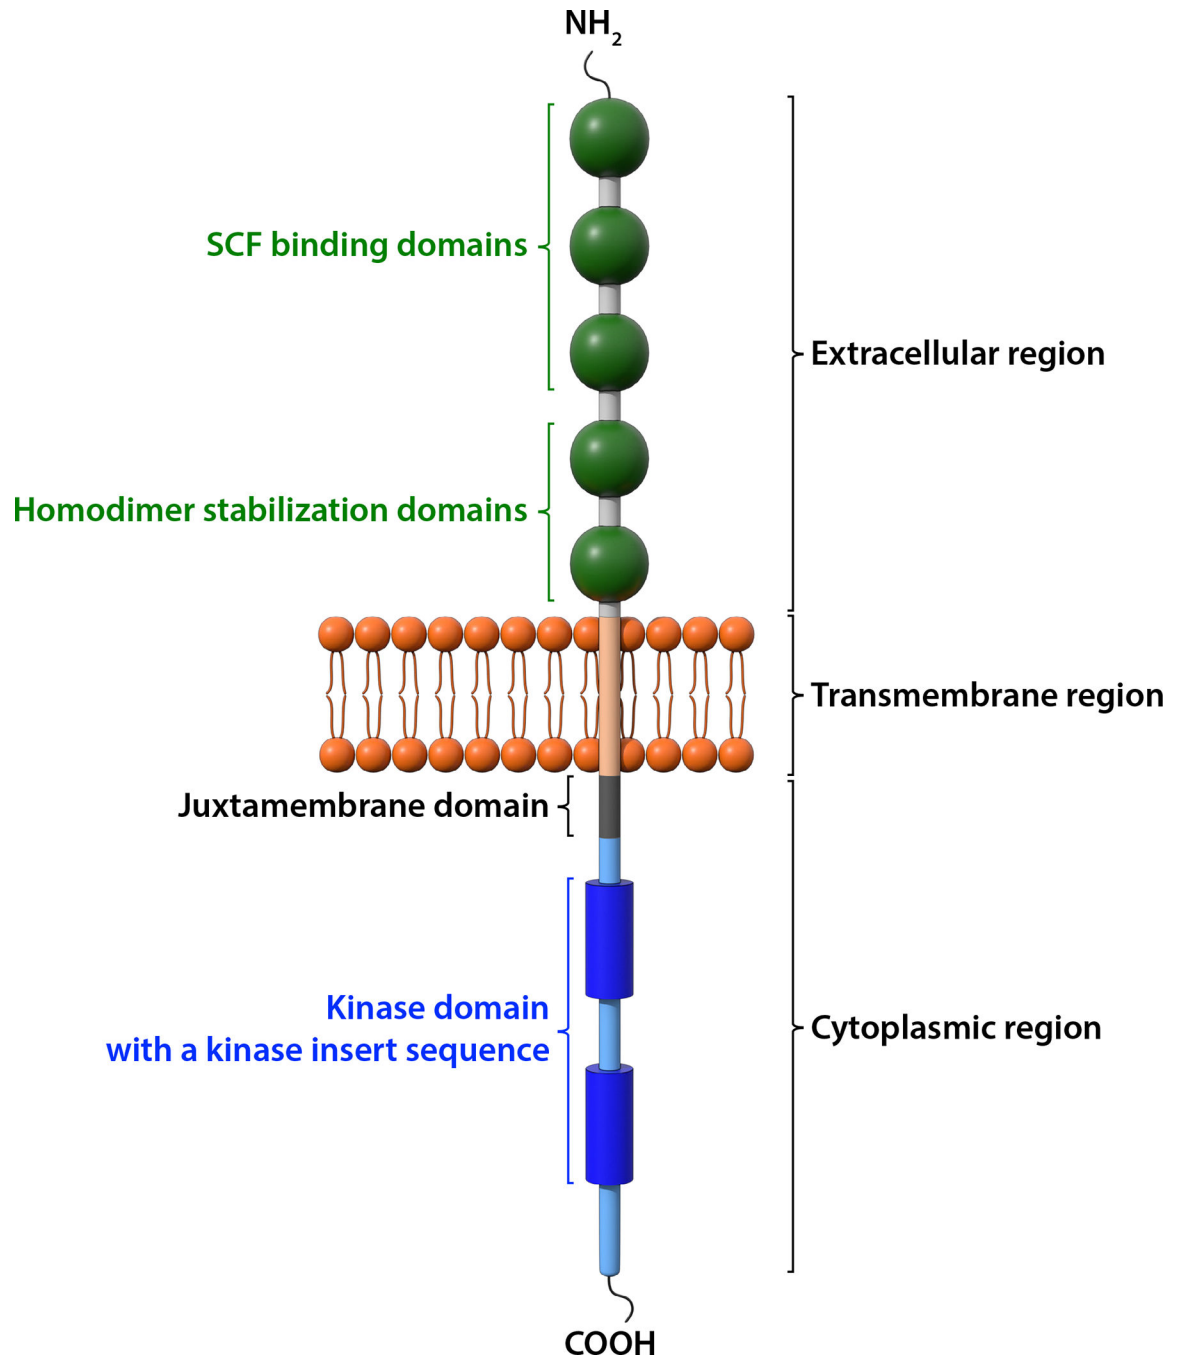 NH₂
SCF binding domains
Extracellular region
Homodimer stabilization domains
Transmembrane region
Juxtamembrane domain
Kinase domain
with a kinase insert sequence
Cytoplasmic region
COOH